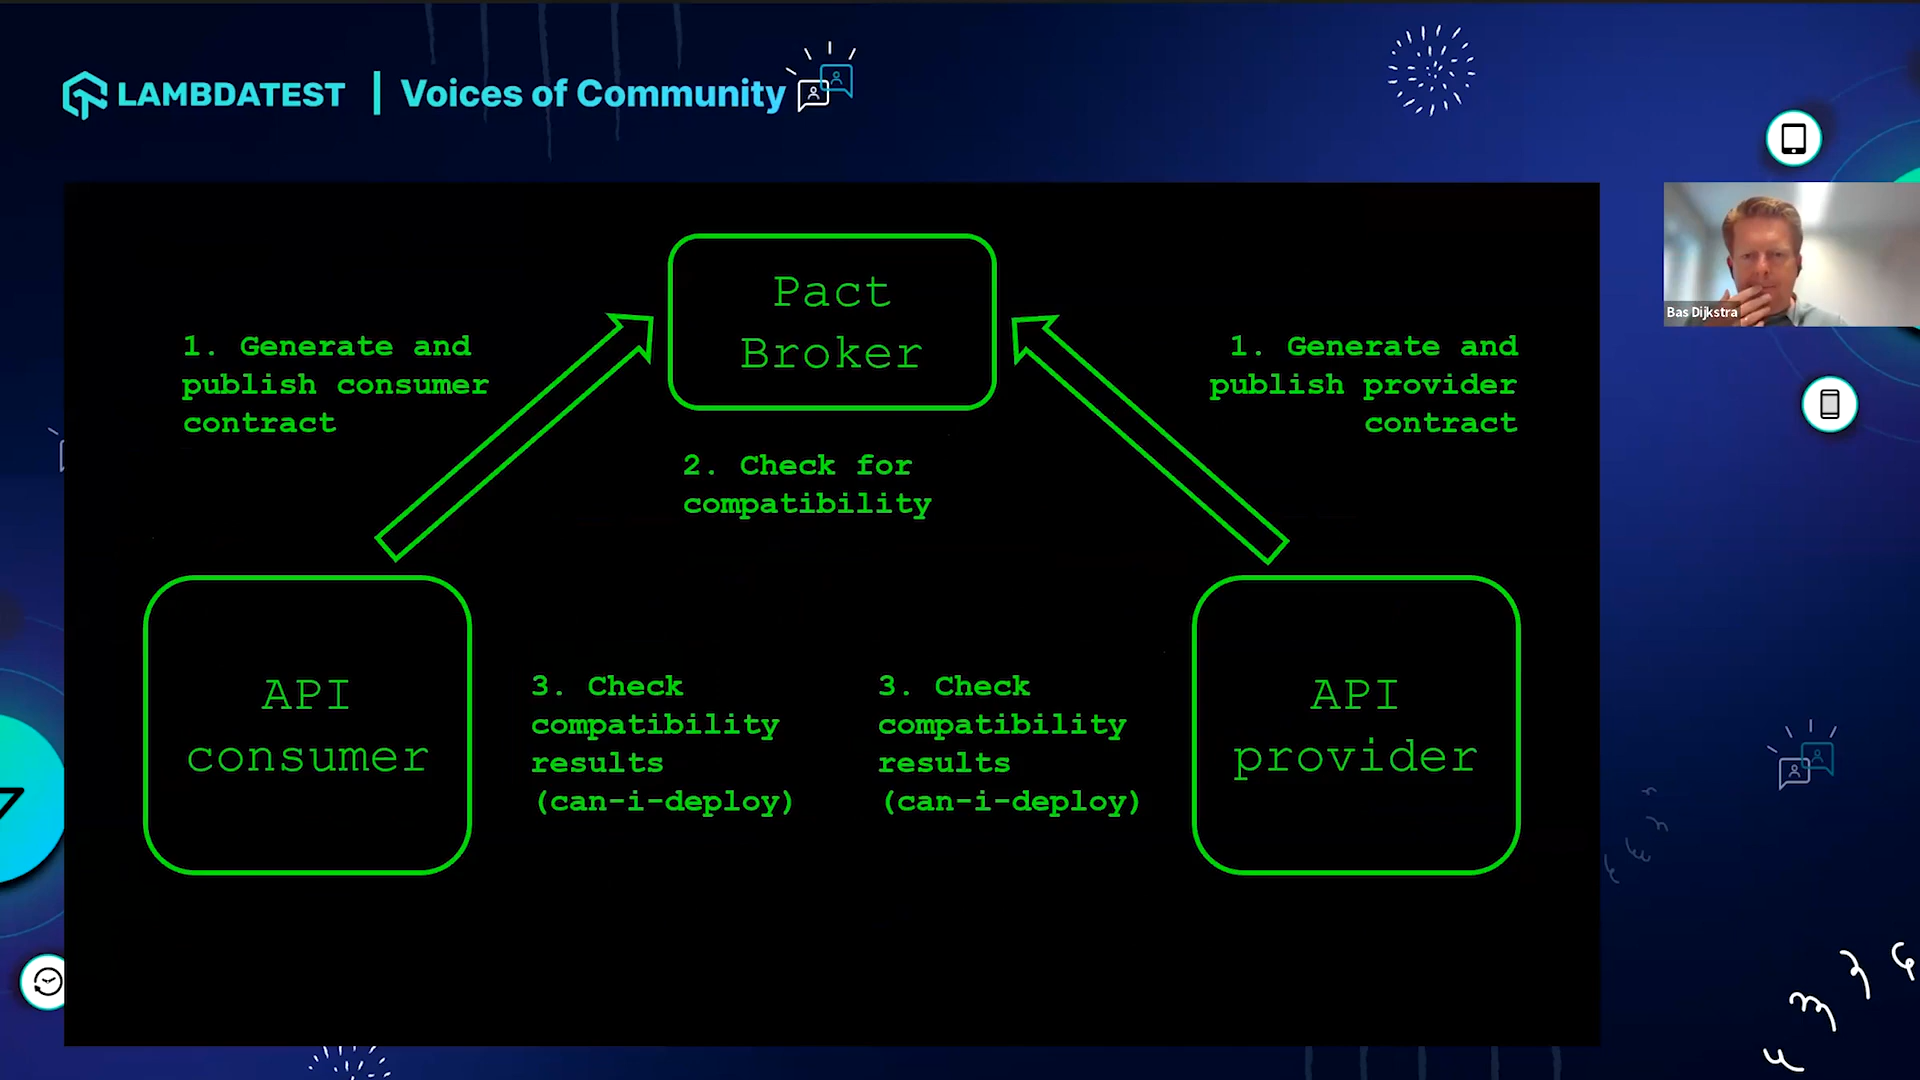 LAMBDATEST | Voices of Community
Pact
Broker
1. Generate and
publish consumer
contract
1. Generate and
publish provider
contract
2. Check for
compatibility
API
consumer
3. Check
compatibility
results
(can-i-deploy)
3. Check
compatibility
results
(can-i-deploy)
API
provider
Bas Dijkstra